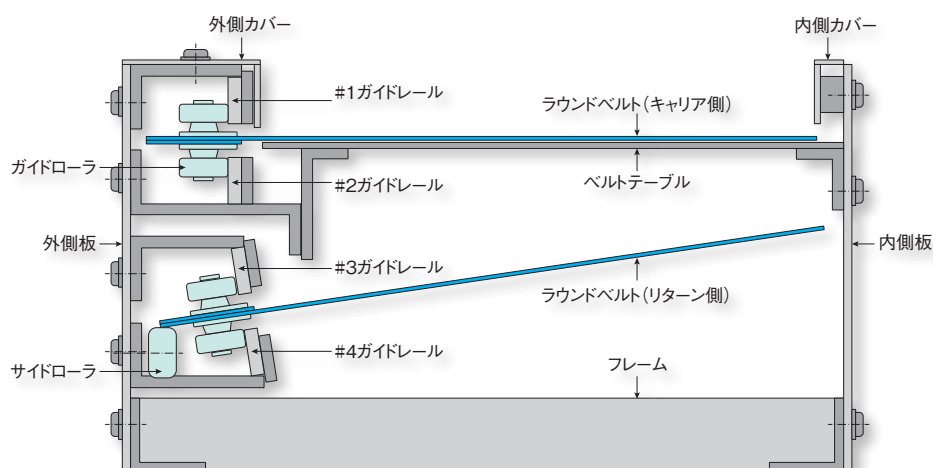 外側カバー
内側カバー
#1ガイドレール
ラウンドベルト(キャリア側)
ガイドローラ
#2ガイドレール
ベルトテーブル
外側板
内側板
#3ガイドレール
ラウンドベルト(リターン側)
#4ガイドレール
サイドローラ
フレーム